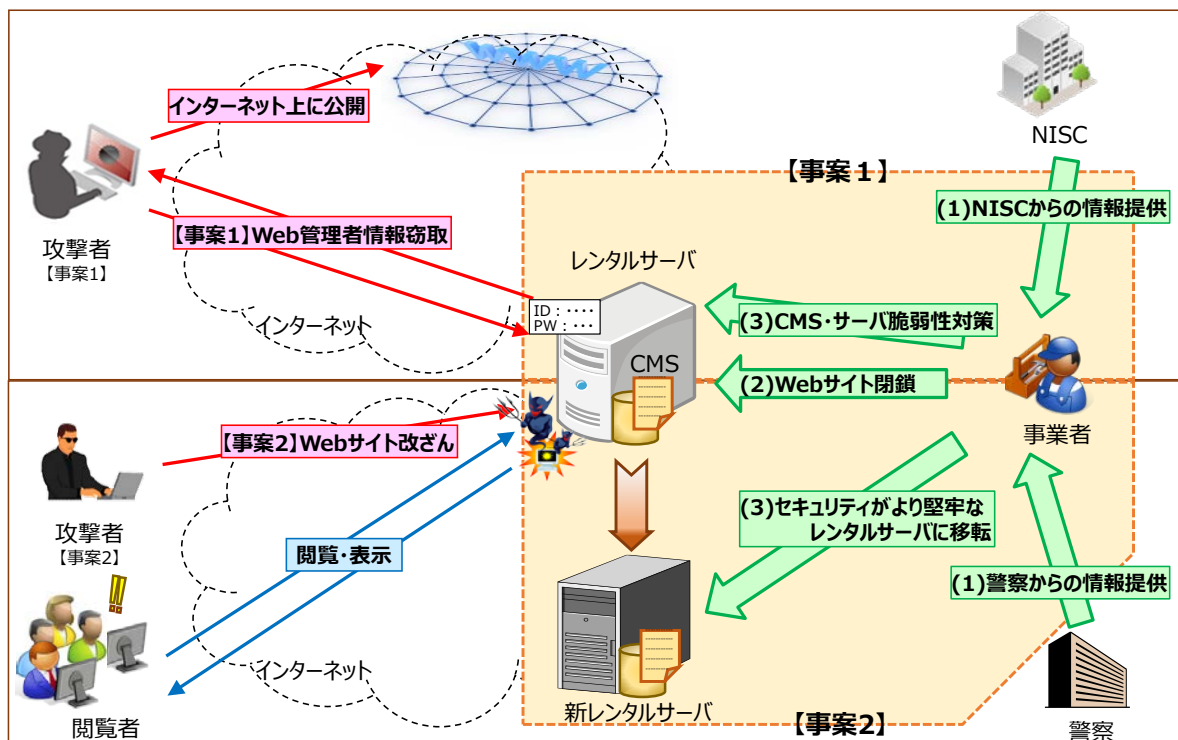 インターネット上に公開
NISC
【事案１】
(1)NISCからの情報提供
【事案1】Web管理者情報窃取
攻撃者
【事案1】
レンタルサーバ
ID：････
PW：･･･
インターネット
(3)CMS・サーバ脆弱性対策
CMS
(2)Webサイト閉鎖
事業者
【事案2】Webサイト改ざん
攻撃者
【事案2】
閲覧・表示
(3)セキュリティがより堅牢な
レンタルサーバに移転
(1)警察からの情報提供
インターネット
閲覧者
新レンタルサーバ
【事案2】
警察